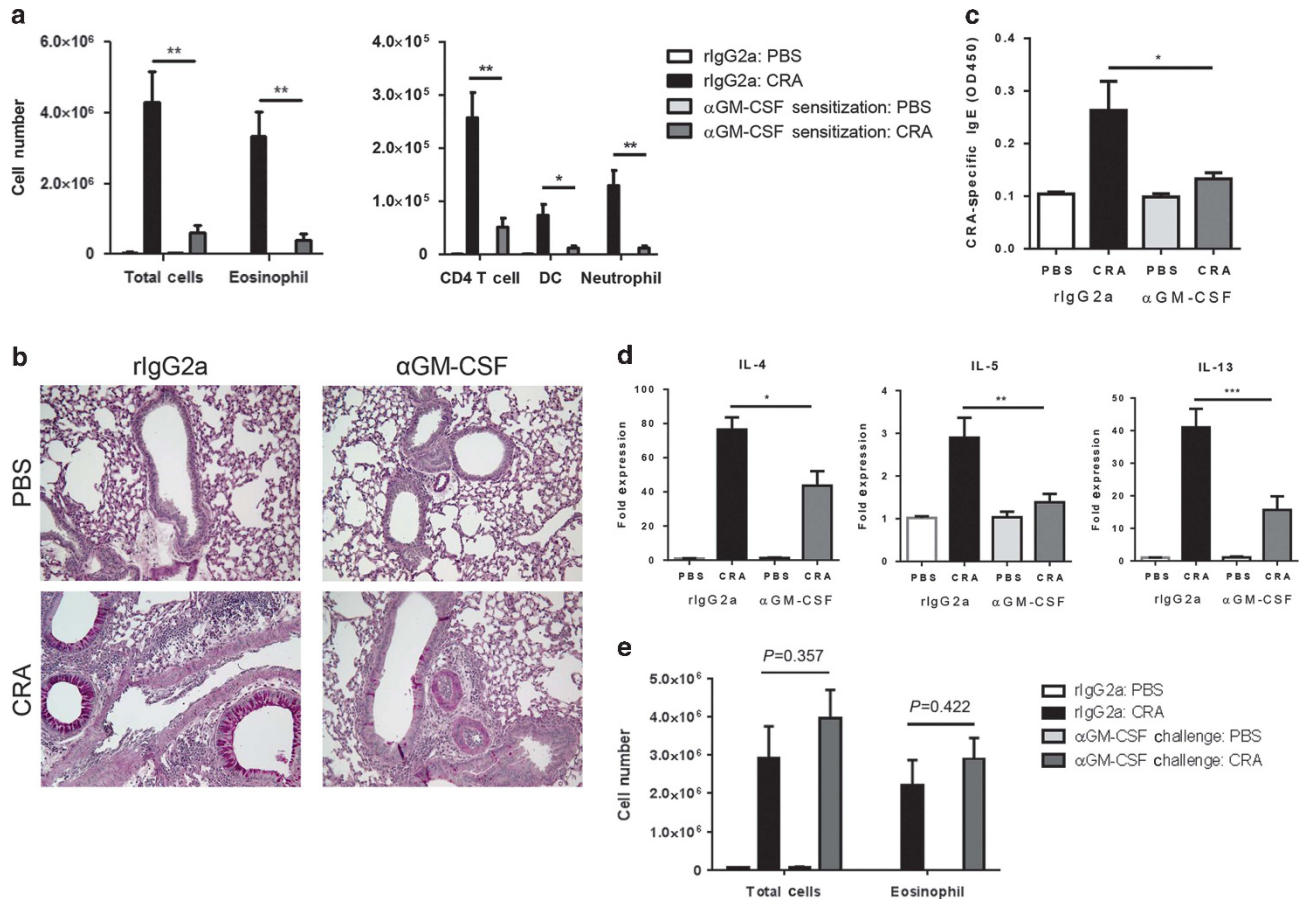 a
6.0×10⁶
4.0×10⁶
2.0×10⁶
0
Cell number
**
**
Total cells
Eosinophil
4.0×10⁵
3.0×10⁵
2.0×10⁵
1.0×10⁵
0
**
*
**
CD4 T cell
DC
Neutrophil
rIgG2a: PBS
rIgG2a: CRA
αGM-CSF sensitization: PBS
αGM-CSF sensitization: CRA
c
CRA-specific IgE (OD450)
0.4
0.3
0.2
0.1
0.0
*
PBS CRA PBS CRA
rIgG2a αGM-CSF
b
rIgG2a
αGM-CSF
PBS
CRA
d
IL-4
Fold expression
100
80
60
40
20
0
*
PBS CRA PBS CRA
rIgG2a αGM-CSF
IL-5
Fold expression
4
3
2
1
0
**
PBS CRA PBS CRA
rIgG2a αGM-CSF
IL-13
Fold expression
50
40
30
20
10
0
***
PBS CRA PBS CRA
rIgG2a αGM-CSF
e
Cell number
5.0×10⁶
4.0×10⁶
3.0×10⁶
2.0×10⁶
1.0×10⁶
0
P=0.357
P=0.422
Total cells
Eosinophil
rIgG2a: PBS
rIgG2a: CRA
αGM-CSF challenge: PBS
αGM-CSF challenge: CRA